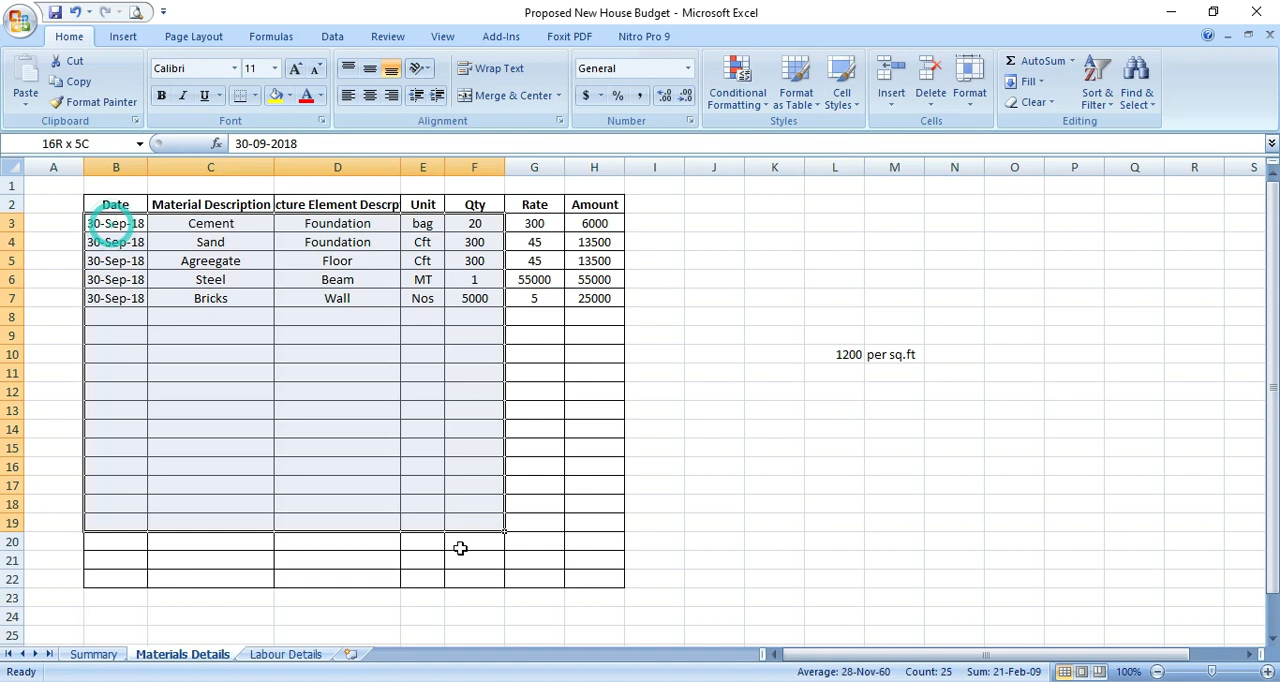 Proposed New House Budget - Microsoft Excel
Home Insert Page Layout Formulas Data Review View Add-Ins Foxit PDF Nitro Pro 9
Paste
Cut
Copy
Format Painter
Clipboard
Calibri 11 A A
B I U A
Font
Wrap Text
Merge & Center
Alignment
General
$ % ,
Number
Conditional Formatting
Format as Table
Cell Styles
Styles
Insert Delete Format
Cells
Σ AutoSum
Fill
Clear
Sort & Filter
Find & Select
Editing
16R x 5C fx 30-09-2018
A B C D E F G H I J K L M N O P Q R S
1
2 Date Material Description cture Element Descrp Unit Qty Rate Amount
3 30-Sep-18 Cement Foundation bag 20 300 6000
4 30-Sep-18 Sand Foundation Cft 300 45 13500
5 30-Sep-18 Agreegate Floor Cft 300 45 13500
6 30-Sep-18 Steel Beam MT 1 55000 55000
7 30-Sep-18 Bricks Wall Nos 5000 5 25000
8
9
10 1200 per sq.ft
11
12
13
14
15
16
17
18
19
20
21
22
23
24
25
Summary Materials Details Labour Details
Ready Average: 28-Nov-60 Count: 25 Sum: 21-Feb-09 100%